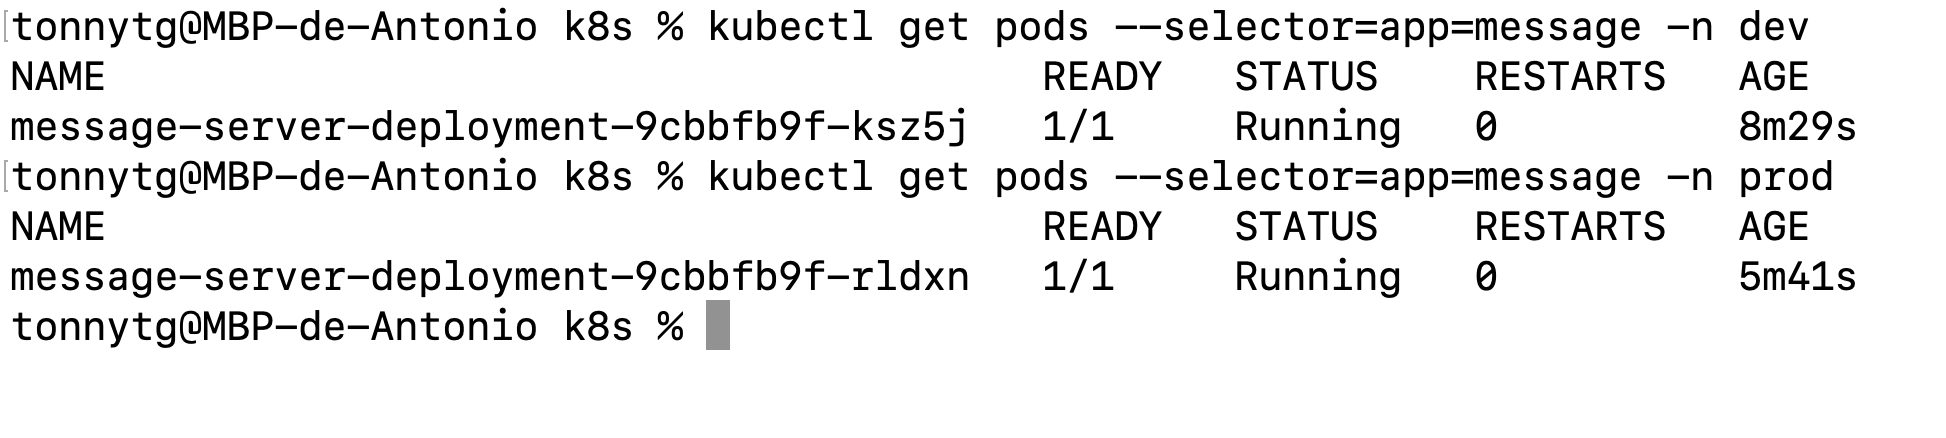 [tonnytg@MBP-de-Antonio k8s % kubectl get pods --selector=app=message -n dev
NAME                                       READY   STATUS    RESTARTS   AGE
message-server-deployment-9cbbfb9f-ksz5j   1/1     Running   0          8m29s
[tonnytg@MBP-de-Antonio k8s % kubectl get pods --selector=app=message -n prod
NAME                                       READY   STATUS    RESTARTS   AGE
message-server-deployment-9cbbfb9f-rldxn   1/1     Running   0          5m41s
tonnytg@MBP-de-Antonio k8s %